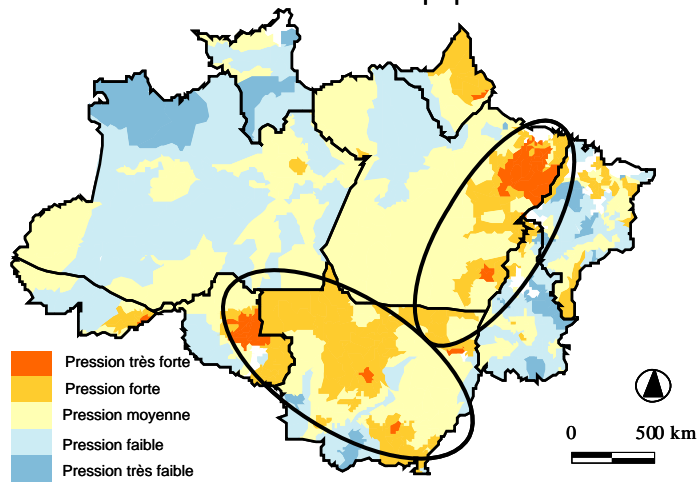 Pression très forte
Pression forte
Pression moyenne
Pression faible
Pression très faible
0 500 km